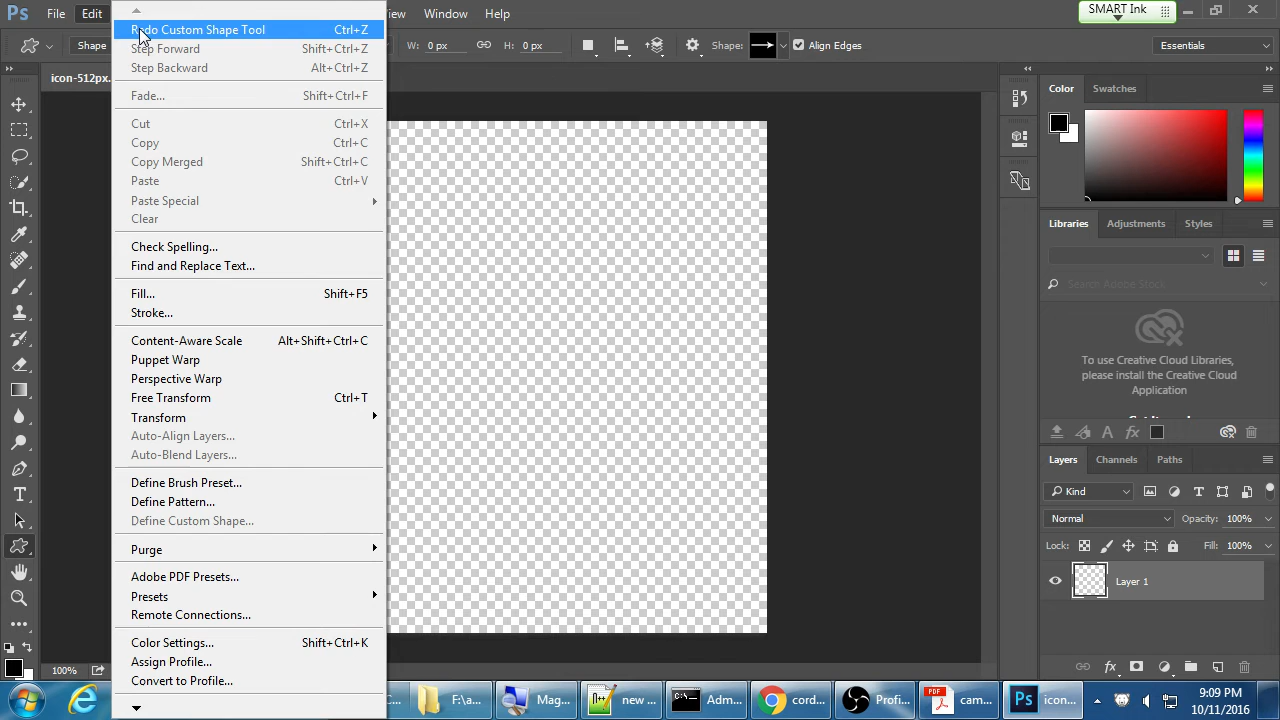 Ps File Edit iew Window Help SMART Ink
Shape W: 0 px H: 0 px Shape: Align Edges Essentials
icon-512px.
Redo Custom Shape Tool Ctrl+Z
Step Forward Shift+Ctrl+Z
Step Backward Alt+Ctrl+Z
Fade... Shift+Ctrl+F
Cut Ctrl+X
Copy Ctrl+C
Copy Merged Shift+Ctrl+C
Paste Ctrl+V
Paste Special
Clear
Check Spelling...
Find and Replace Text...
Fill... Shift+F5
Stroke...
Content-Aware Scale Alt+Shift+Ctrl+C
Puppet Warp
Perspective Warp
Free Transform Ctrl+T
Transform
Auto-Align Layers...
Auto-Blend Layers...
Define Brush Preset...
Define Pattern...
Define Custom Shape...
Purge
Adobe PDF Presets...
Presets
Remote Connections...
Color Settings... Shift+Ctrl+K
Assign Profile...
Convert to Profile...
Color Swatches
Libraries Adjustments Styles
Search Adobe Stock
To use Creative Cloud Libraries,
please install the Creative Cloud
Application
Layers Channels Paths
Kind
Normal Opacity: 100%
Lock: Fill: 100%
Layer 1
100%
C... F:\a... Mag... new ... Adm... cord... Profi... cam... icon...
9:09 PM
10/11/2016